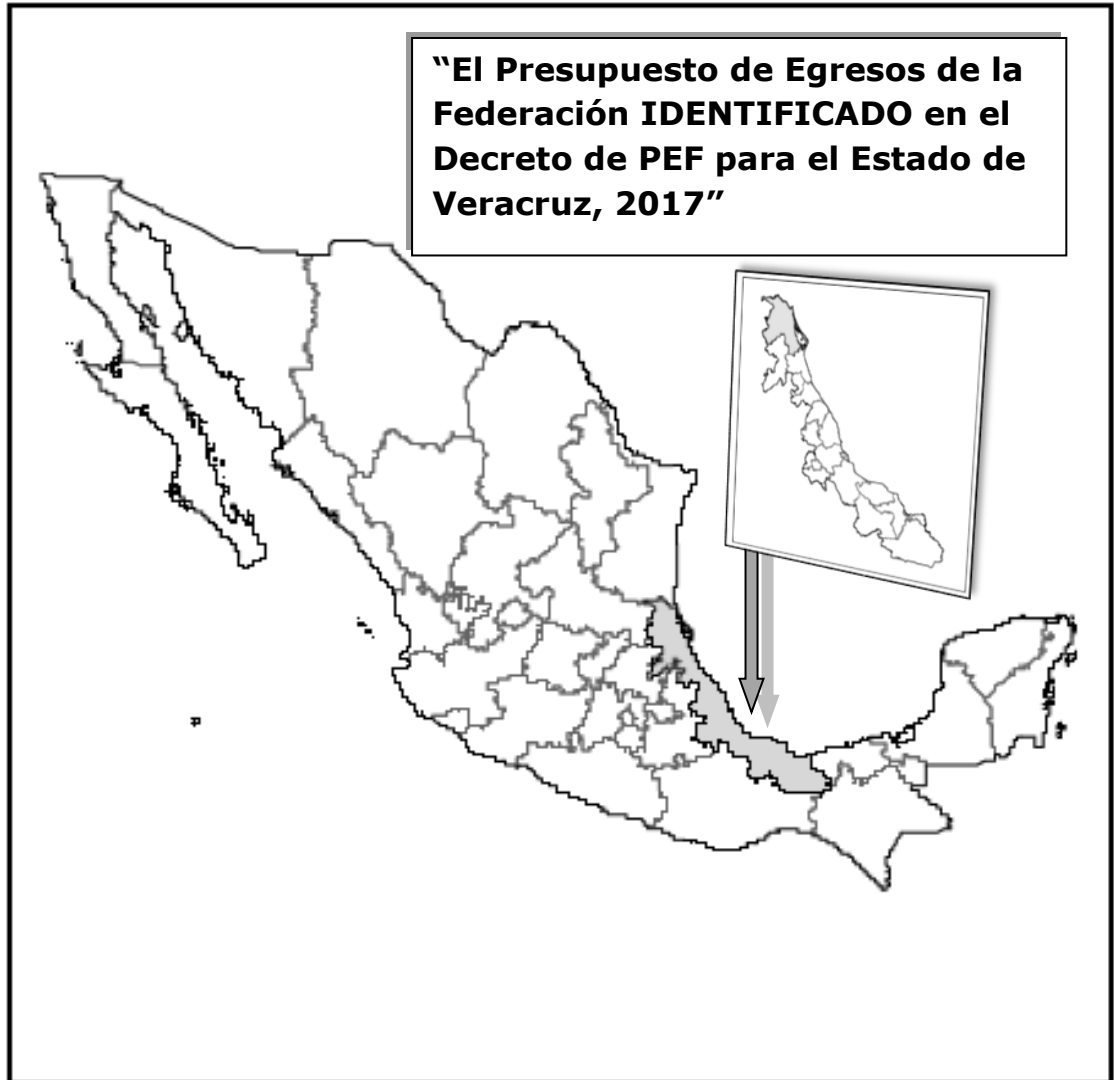 “El Presupuesto de Egresos de la
Federación IDENTIFICADO en el
Decreto de PEF para el Estado de
Veracruz, 2017”